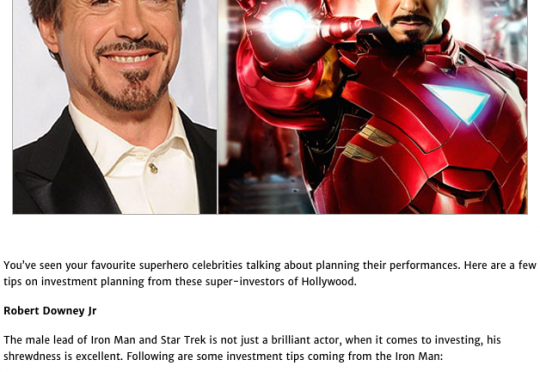 You've seen your favourite superhero celebrities talking about planning their performances. Here are a few
tips on investment planning from these super-investors of Hollywood.
Robert Downey Jr
The male lead of Iron Man and Star Trek is not just a brilliant actor, when it comes to investing, his
shrewdness is excellent. Following are some investment tips coming from the Iron Man: